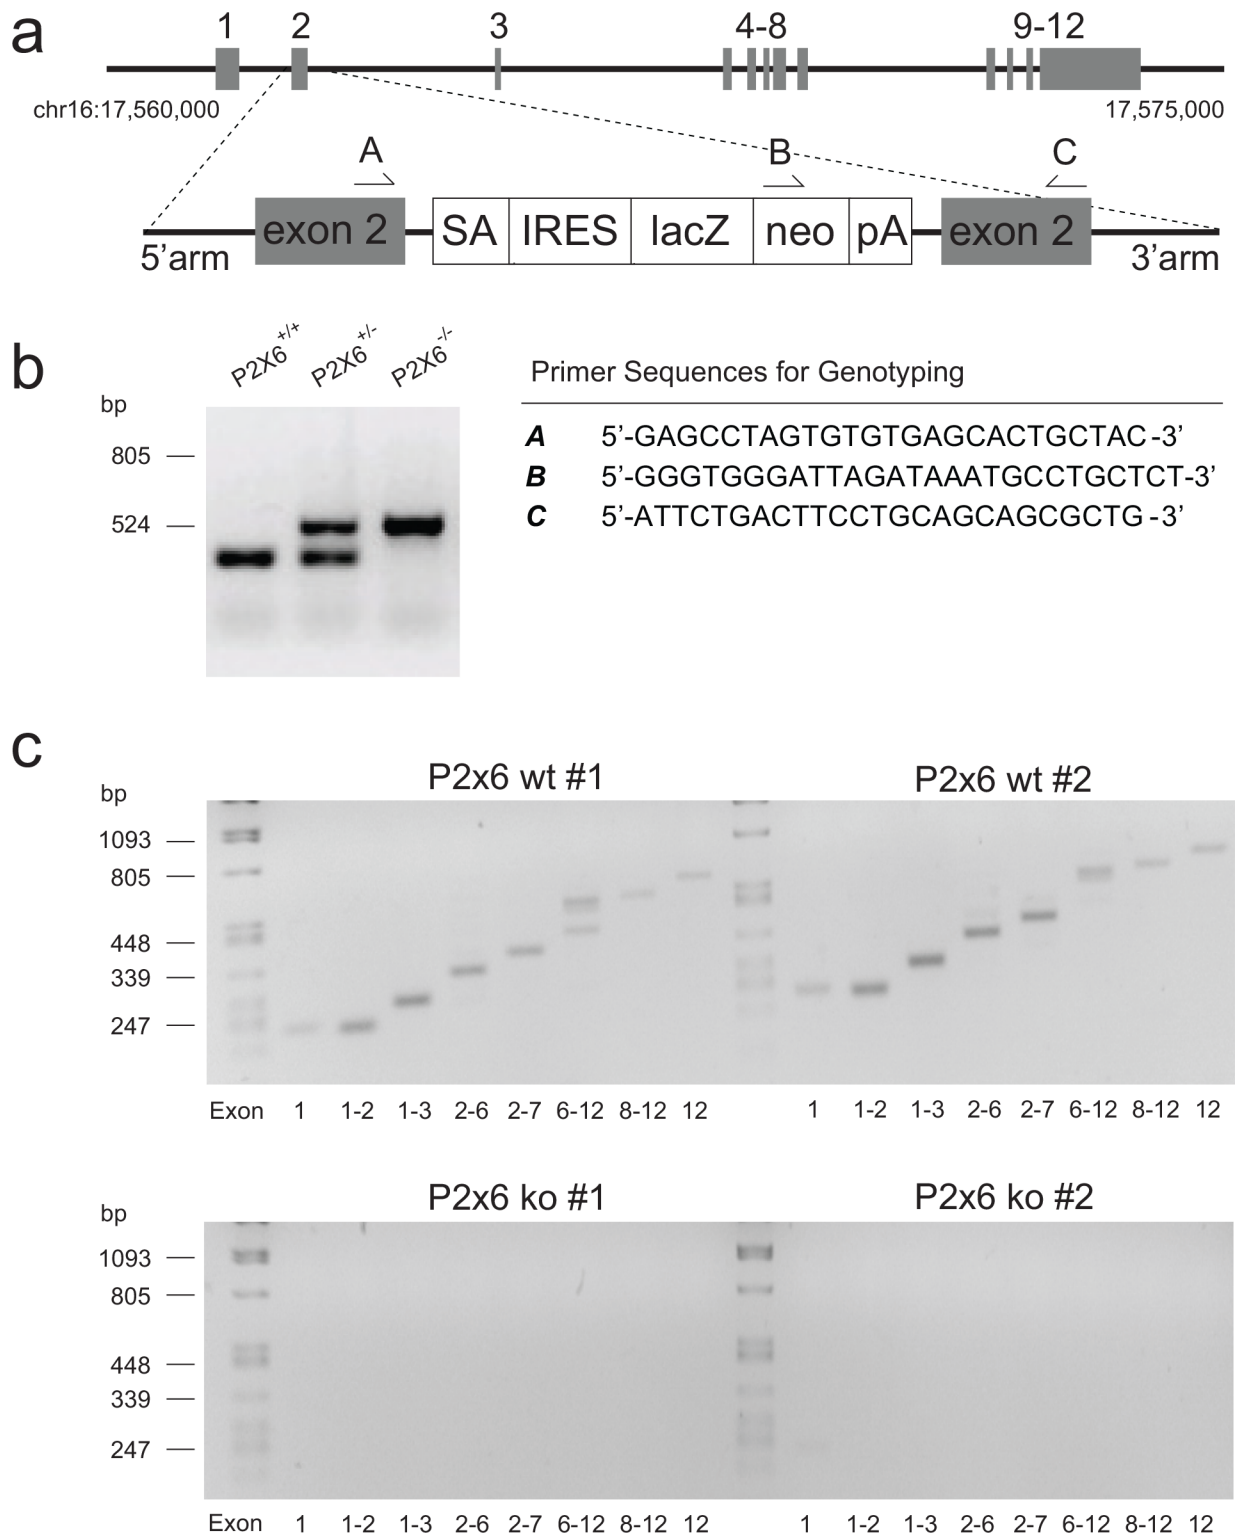 a
1 2 3 4-8 9-12
chr16:17,560,000 17,575,000
A B C
exon 2 SA IRES lacZ neo pA exon 2
5’arm 3’arm
b
P2X6+/+ P2X6+/- P2X6-/-
bp
805
524
Primer Sequences for Genotyping
A 5’-GAGCCTAGTGTGTGAGCACTGCTAC-3’
B 5’-GGGTGGGATTAGATAAATGCCTGCTCT-3’
C 5’-ATTCTGACTTCCTGCAGCAGCGCTG-3’
c
P2x6 wt #1 P2x6 wt #2
bp
1093
805
448
339
247
Exon 1 1-2 1-3 2-6 2-7 6-12 8-12 12 1 1-2 1-3 2-6 2-7 6-12 8-12 12
P2x6 ko #1 P2x6 ko #2
bp
1093
805
448
339
247
Exon 1 1-2 1-3 2-6 2-7 6-12 8-12 12 1 1-2 1-3 2-6 2-7 6-12 8-12 12